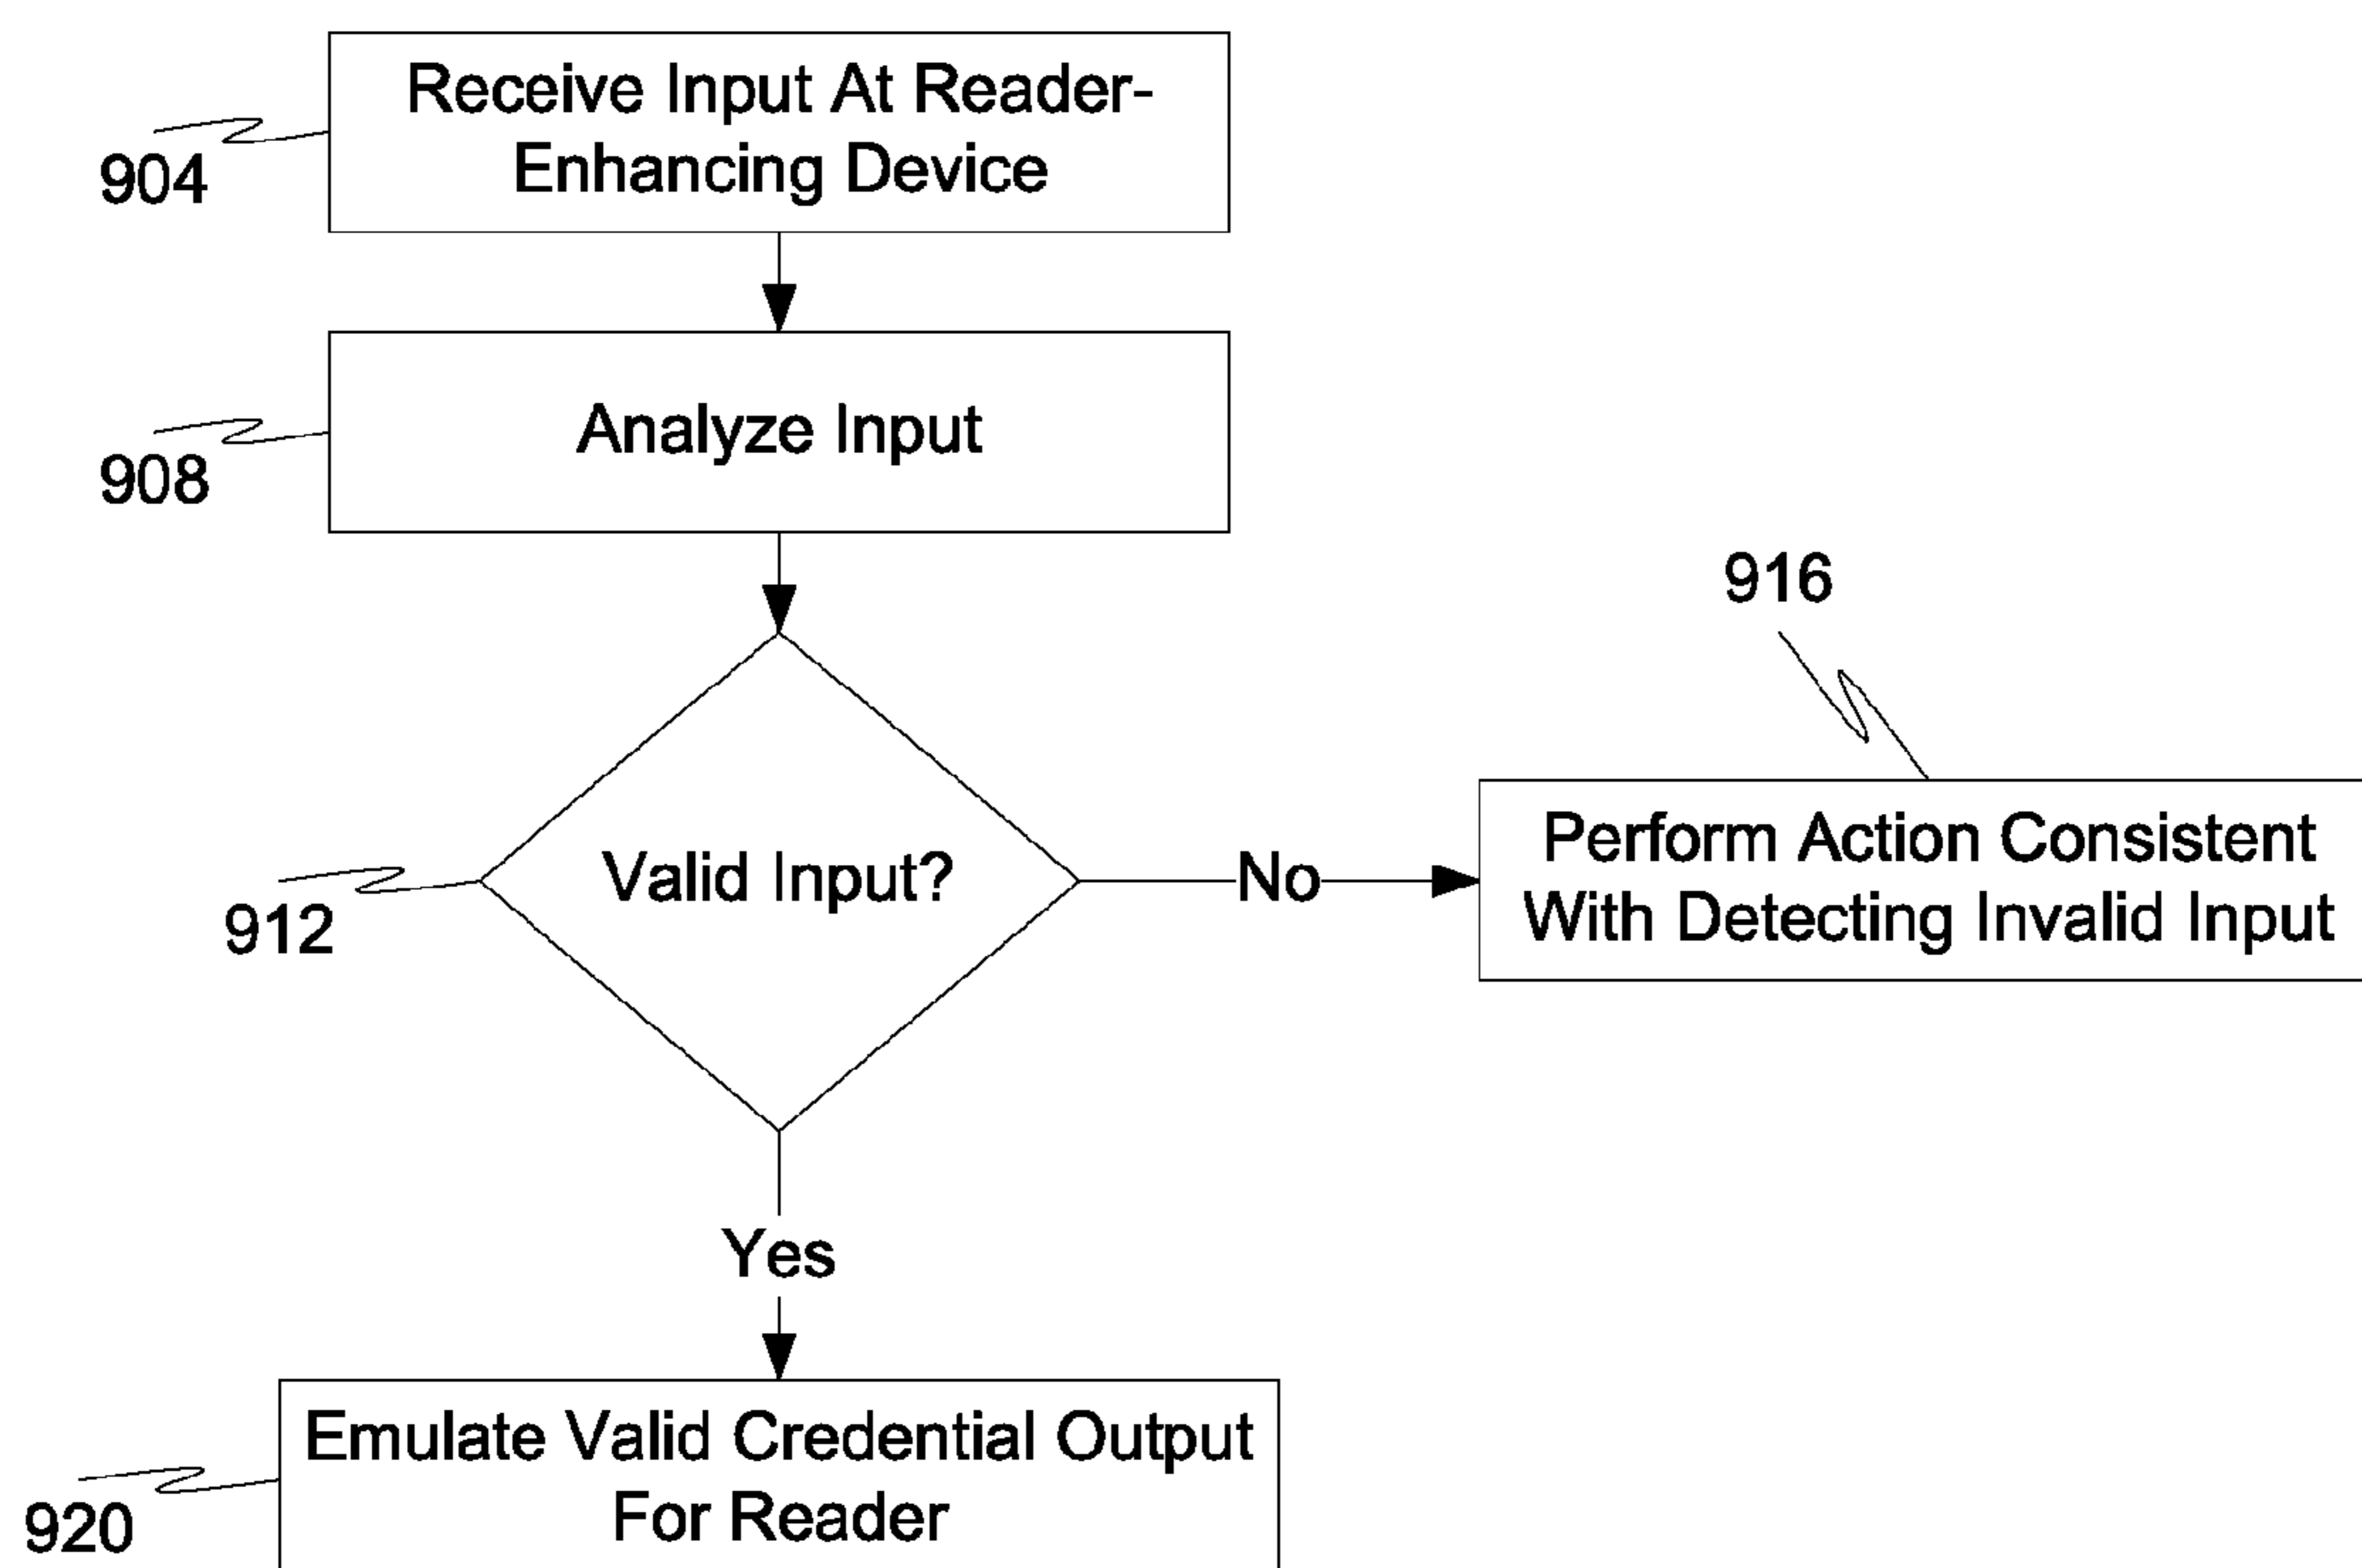 Receive Input At Reader-
Enhancing Device
904
Analyze Input
908
916
Valid Input?
No
Perform Action Consistent
With Detecting Invalid Input
912
Yes
Emulate Valid Credential Output
For Reader
920